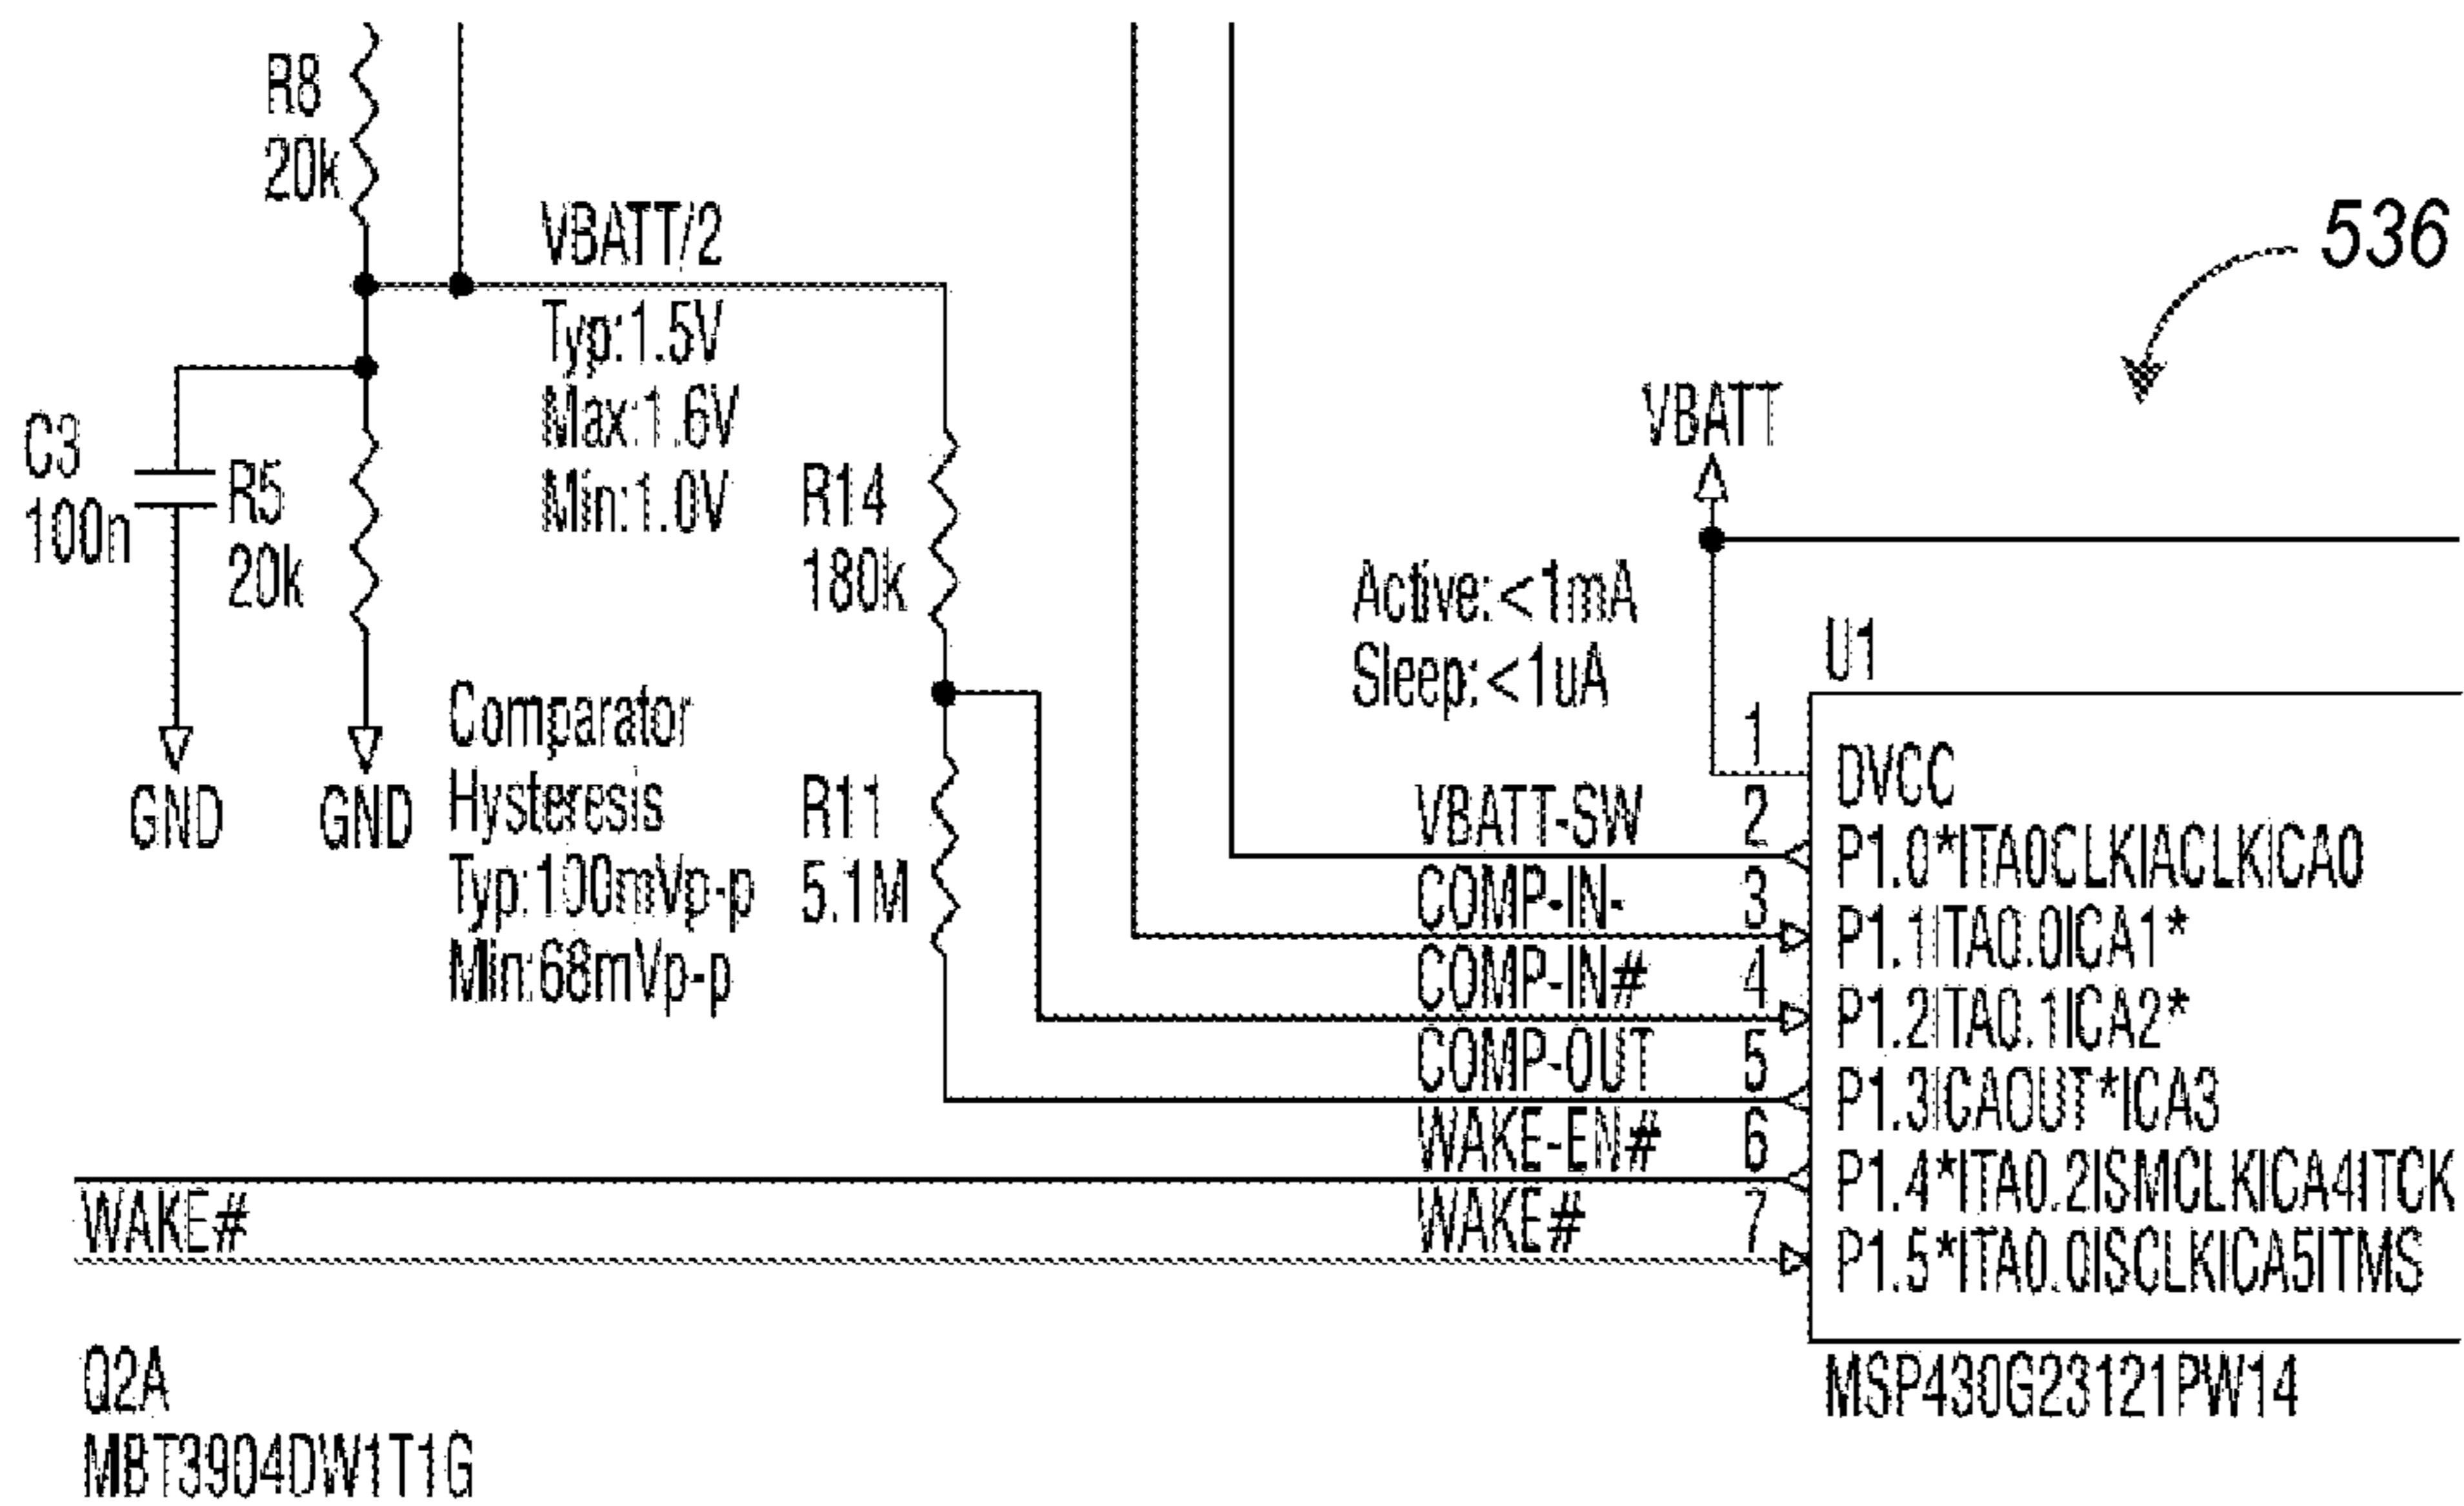 R8
20k
VBATT/2
Typ:1.5V
Max:1.6V
Min:1.0V
536
C3
100n
R5
20k
R14
180k
VBATT
Active:<1mA
Sleep:<1uA
U1
GND
GND
Comparator
Hysteresis
Typ:100mVp-p
Min:68mVp-p
R11
5.1M
1
DVCC
VBATT-SW 2
P1.0*ITA0CLKIACLKICA0
COMP-IN- 3
P1.1ITA0.0ICA1*
COMP-IN# 4
P1.2ITA0.1ICA2*
COMP-OUT 5
P1.3ICAOUT*ICA3
WAKE-EN# 6
P1.4*ITA0.2ISMCLKICA4ITCK
WAKE#
WAKE# 7
P1.5*ITA0.0ISCLKICA5ITMS
MSP430G23121PW14
Q2A
MBT3904DW1T1G